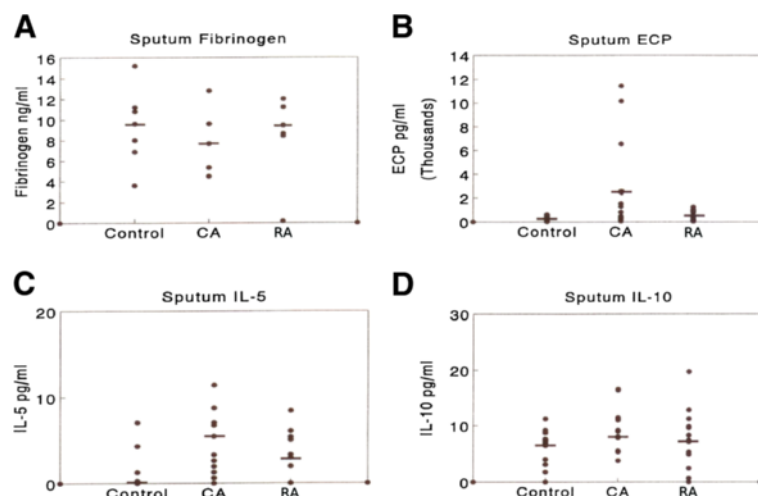 A
Sputum Fibrinogen
Fibrinogen ng/ml
16
14
12
10
8
6
4
2
0
Control CA RA
B
Sputum ECP
ECP pg/ml
(Thousands)
14
12
10
8
6
4
2
0
Control CA RA
C
Sputum IL-5
IL-5 pg/ml
20
10
0
Control CA RA
D
Sputum IL-10
IL-10 pg/ml
30
20
10
0
Control CA RA